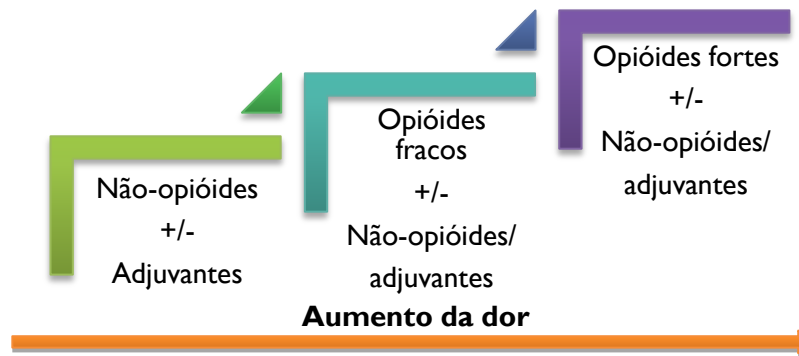 Não-opióides
+/-
Adjuvantes
Opióides
fracos
+/-
Não-opióides/
adjuvantes
Opióides fortes
+/-
Não-opióides/
adjuvantes
Aumento da dor